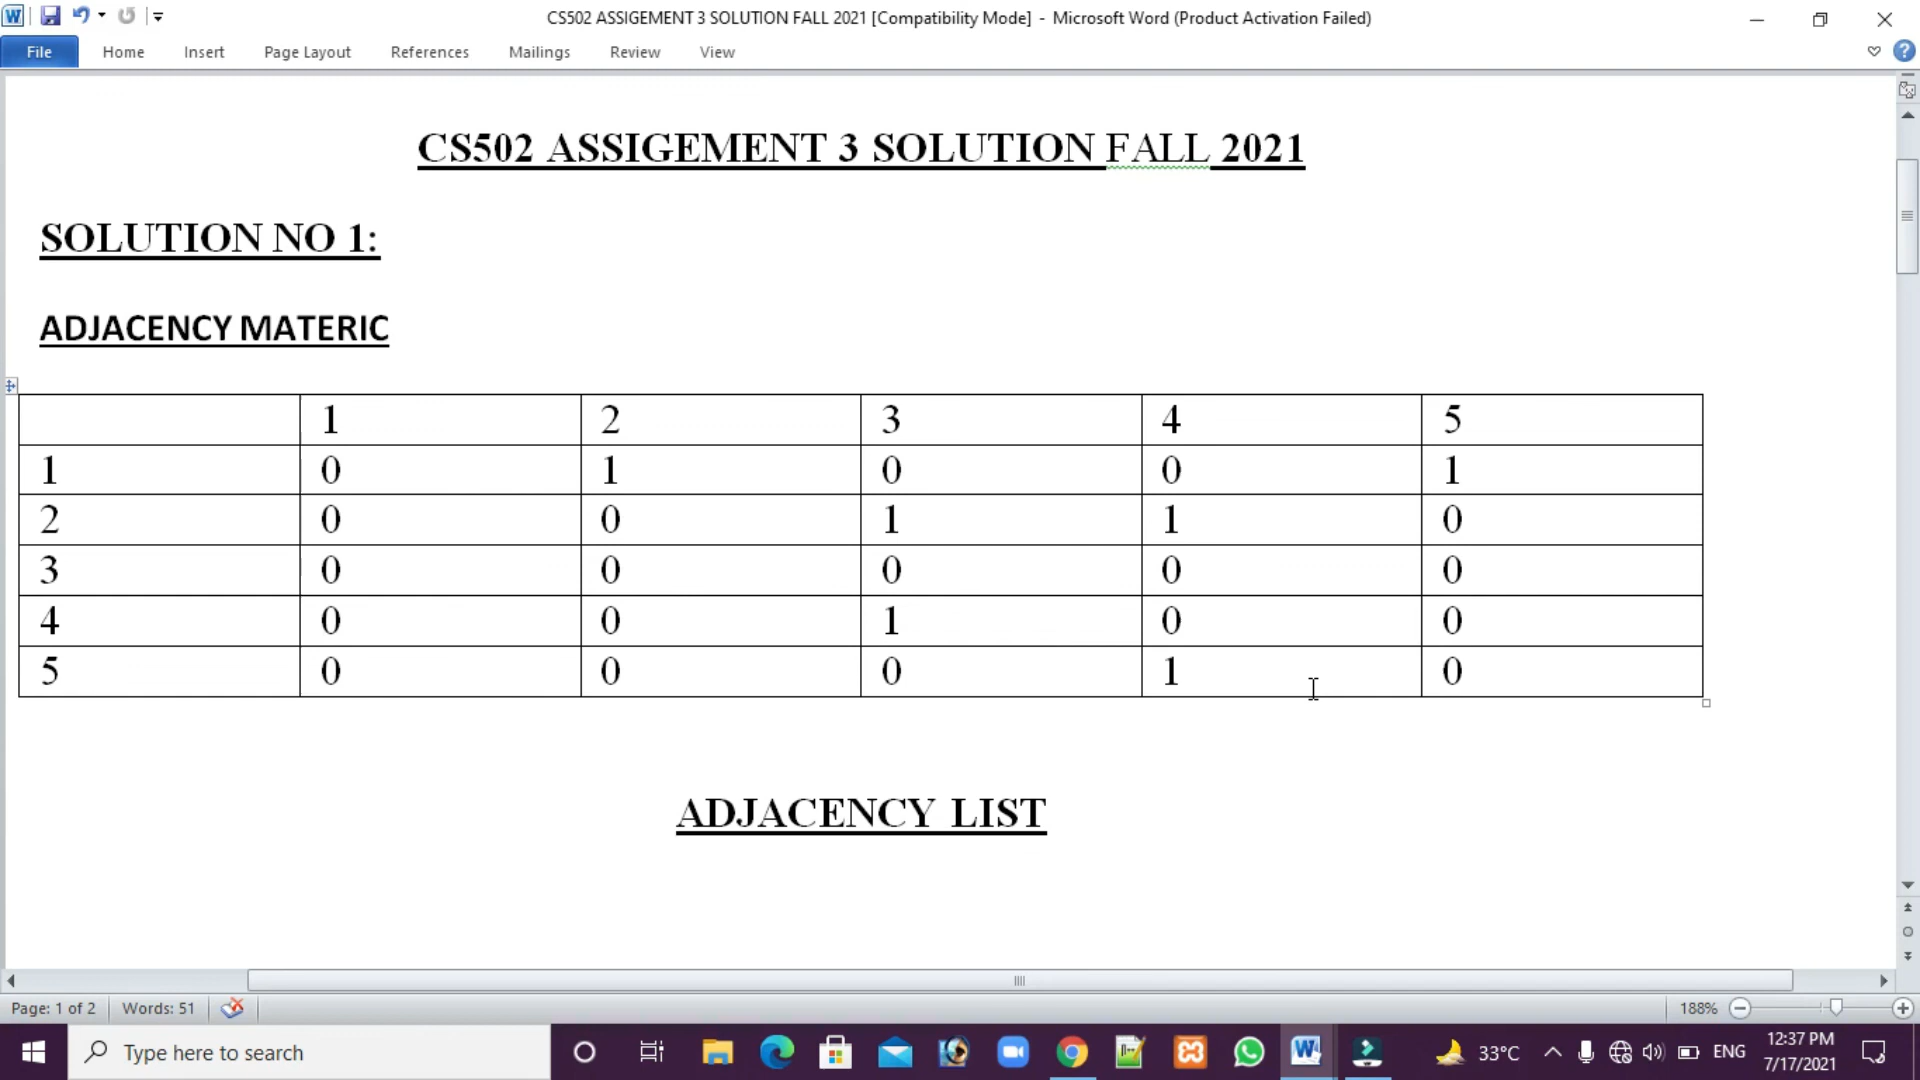 CS502 ASSIGEMENT 3 SOLUTION FALL 2021 [Compatibility Mode] - Microsoft Word (Product Activation Failed)
File Home Insert Page Layout References Mailings Review View
CS502 ASSIGEMENT 3 SOLUTION FALL 2021
SOLUTION NO 1:
ADJACENCY MATERIC
1 2 3 4 5
1 0 1 0 0 1
2 0 0 1 1 0
3 0 0 0 0 0
4 0 0 1 0 0
5 0 0 0 1 0
ADJACENCY LIST
Page: 1 of 2 Words: 51 188%
Type here to search 33°C ENG 12:37 PM
7/17/2021